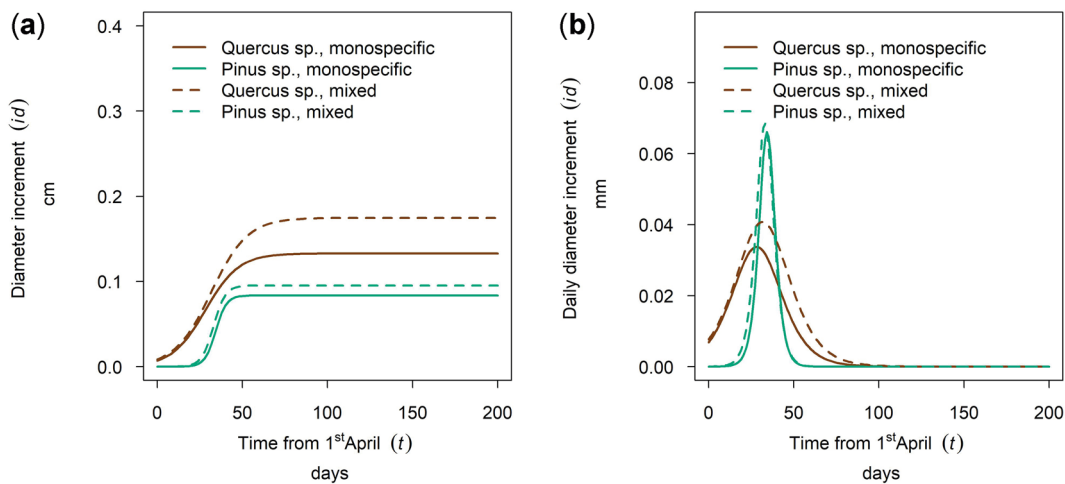 (a)
Diameter increment (id)
cm
0.4
0.3
0.2
0.1
0.0
Quercus sp., monospecific
Pinus sp., monospecific
Quercus sp., mixed
Pinus sp., mixed
0 50 100 150 200
Time from 1stApril (t)
days
(b)
Daily diameter increment (id)
mm
0.08
0.06
0.04
0.02
0.00
Quercus sp., monospecific
Pinus sp., monospecific
Quercus sp., mixed
Pinus sp., mixed
0 50 100 150 200
Time from 1stApril (t)
days